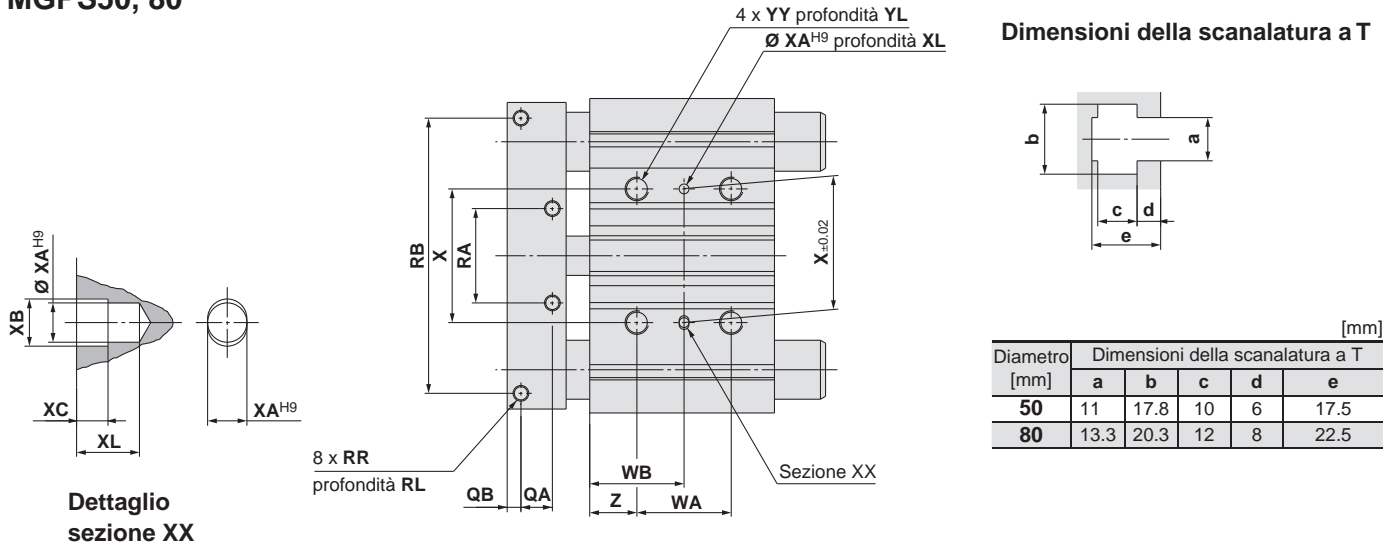 MGPS50, 80
4 x YY profondità YL
Ø XAH9 profondità XL
Dimensioni della scanalatura a T
b
a
c
d
e
RB
X
RA
X±0.02
Ø XAH9
XB
XC
XL
XAH9
8 x RR
profondità RL
QB
QA
WB
Z
WA
Sezione XX
Dettaglio
sezione XX
[mm]
Diametro
[mm]
Dimensioni della scanalatura a T
a b c d e
50 11 17.8 10 6 17.5
80 13.3 20.3 12 8 22.5